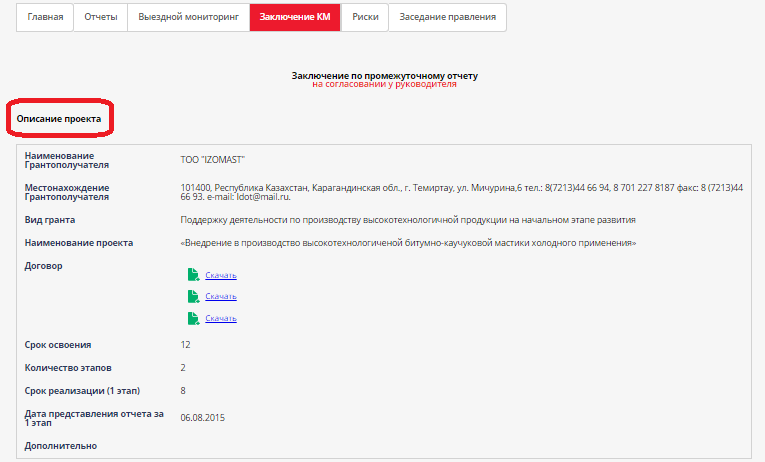 Главная Отчеты Выездной мониторинг Заключение КМ Риски Заседание правления
Заключение по промежуточному отчету
на согласовании у руководителя
Описание проекта
Наименование
Грантополучателя
ТОО "IZOMAST"
Местонахождение
Грантополучателя
101400, Республика Казахстан, Карагандинская обл., г. Темиртау, ул. Мичурина,6 тел.: 8(7213)44 66 94, 8 701 227 8187 факс: 8 (7213)44
66 93. e-mail: ldot@mail.ru.
Вид гранта Поддержку деятельности по производству высокотехнологичной продукции на начальном этапе развития
Наименование проекта «Внедрение в производство высокотехнологиченой битумно-каучуковой мастики холодного применения»
Договор
Скачать
Скачать
Скачать
Срок освоения 12
Количество этапов 2
Срок реализации (1 этап) 8
Дата представления отчета за
1 этап
06.08.2015
Дополнительно